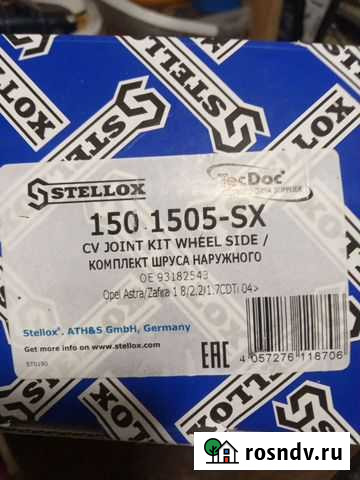 STELLOX
STELLOX
STELLOX
TecDoc
150 1505-SX
CV JOINT KIT WHEEL SIDE /
КОМПЛЕКТ ШРУСА НАРУЖНОГО
OE 93182543
Opel Astra/Zafira 1.8/2.2/1.7CDTi 04>
Stellox®. ATH&S GmbH, Germany
Get more info on www.stellox.com
EAC
4 057276 118706
rosndv.ru